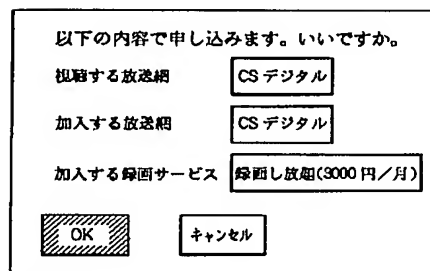 以下の内容で申し込みます。いいですか。
視聴する放送網 CSデジタル
加入する放送網 CSデジタル
加入する録画サービス 録画し放題(3000円／月)
OK キャンセル